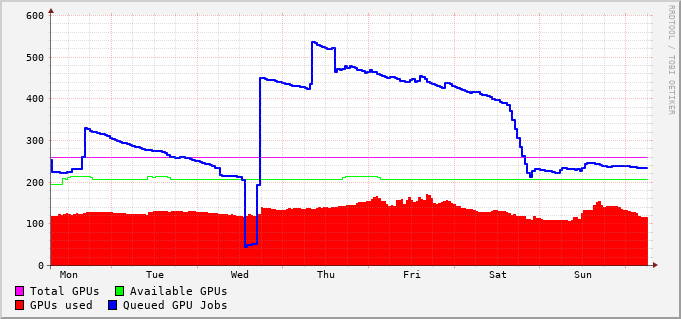 600
500
400
300
200
100
0
Mon Tue Wed Thu Fri Sat Sun
Total GPUs Available GPUs
GPUs used Queued GPU Jobs
RRDTOOL / TOBI OETIKER